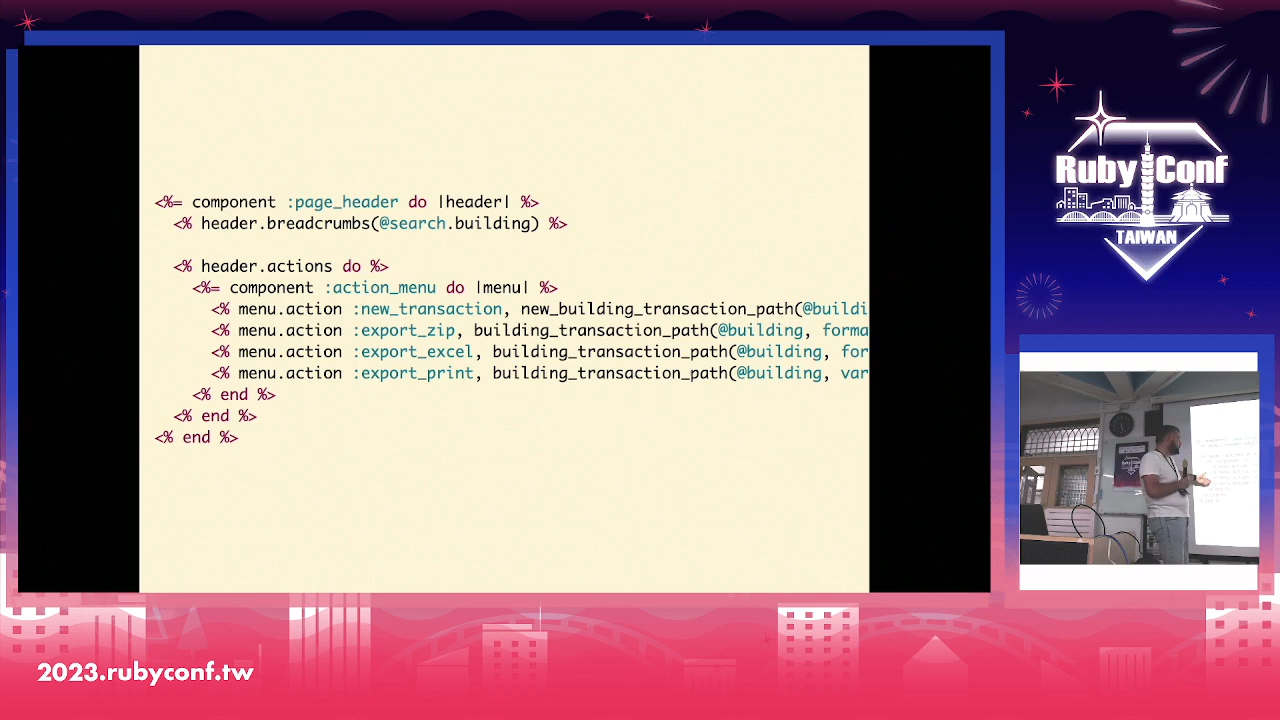 <%= component :page_header do |header| %>
<% header.breadcrumbs(@search.building) %>
<% header.actions do %>
<%= component :action_menu do |menu| %>
<% menu.action :new_transaction, new_building_transaction_path(@buildi
<% menu.action :export_zip, building_transaction_path(@building, forma
<% menu.action :export_excel, building_transaction_path(@building, for
<% menu.action :export_print, building_transaction_path(@building, var
<% end %>
<% end %>
<% end %>
RubyConf
TAIWAN
2023.rubyconf.tw